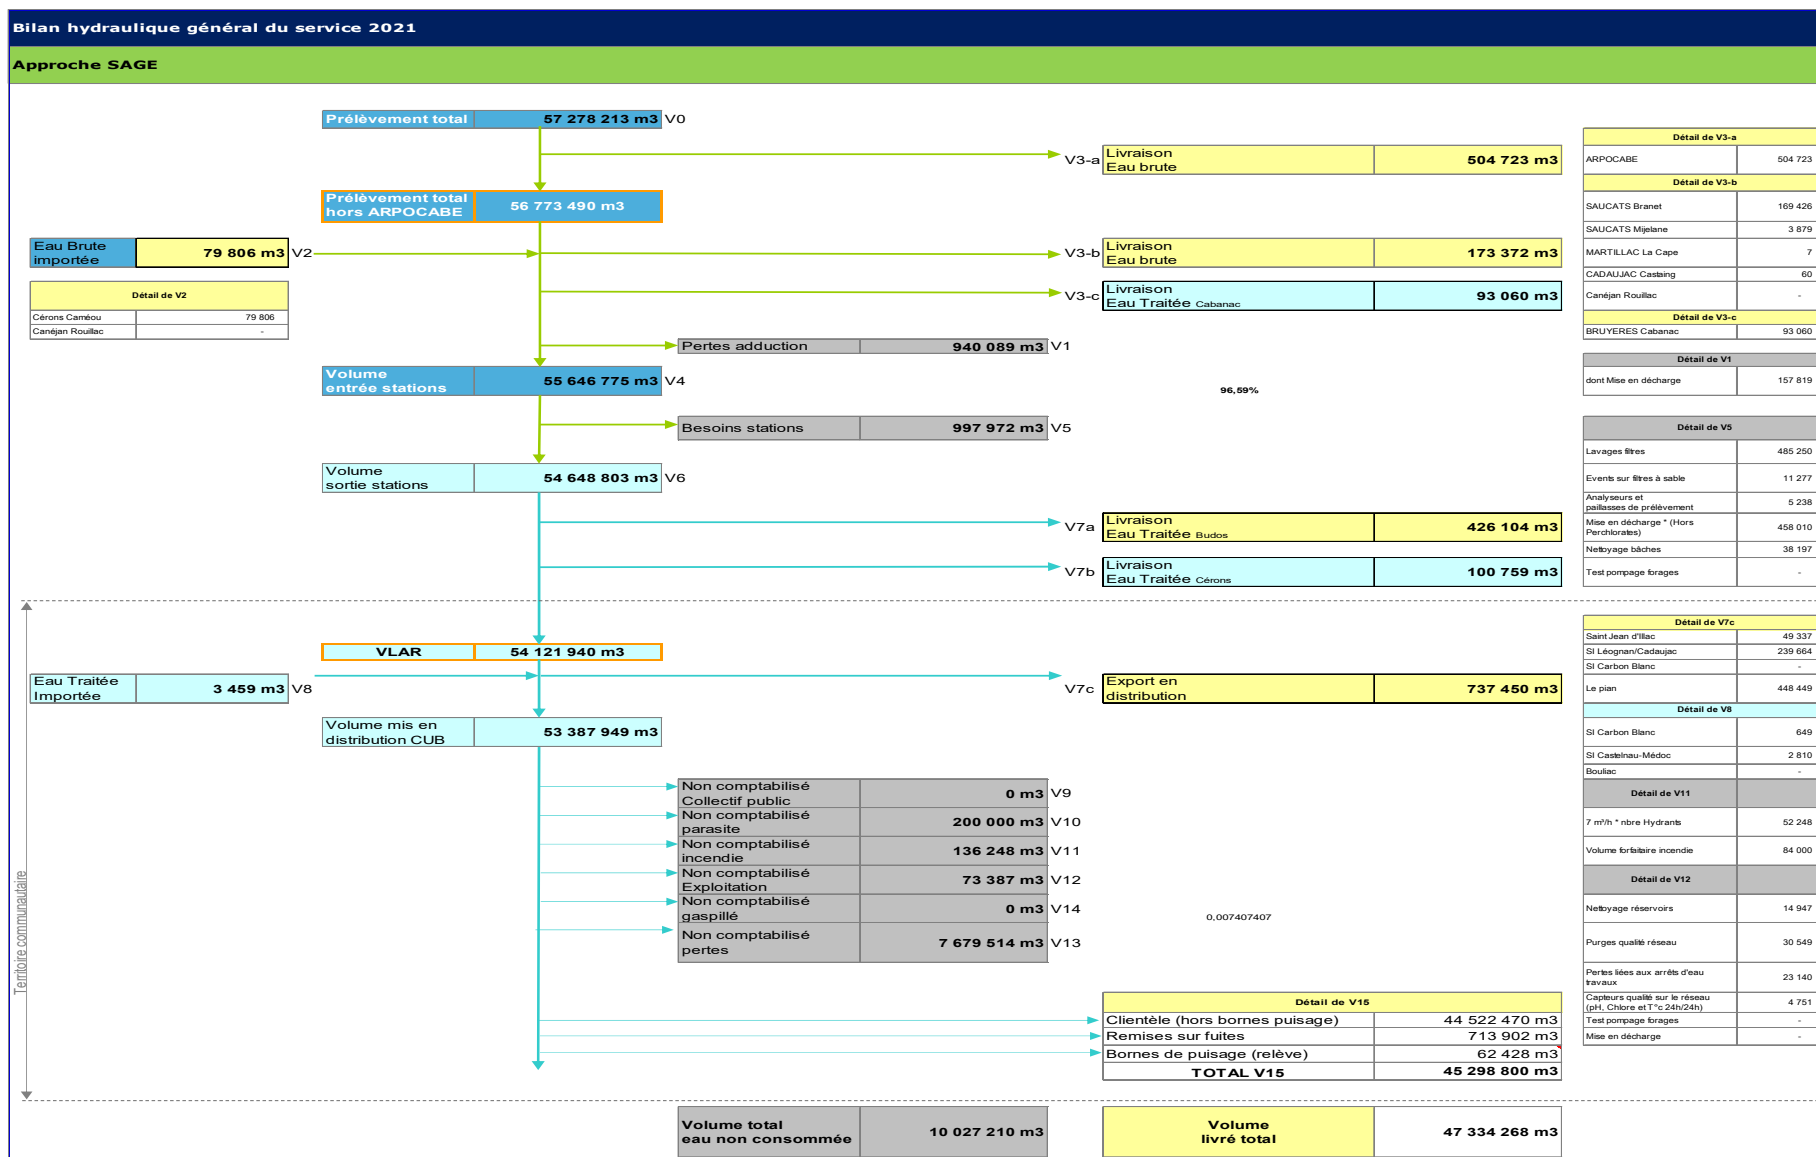 Bilan hydraulique général du service 2021
Approche SAGE
Prélèvement total 57 278 213 m3 V0
V3-a Livraison
Eau brute 504 723 m3
Prélèvement total
hors ARPOCABE 56 773 490 m3
Eau Brute
importée 79 806 m3 V2
V3-b Livraison
Eau brute 173 372 m3
Détail de V2
Cérons Caméou 79 806
Canéjan Rouillac -
V3-c Livraison
Eau Traitée Cabanac 93 060 m3
Pertes adduction 940 089 m3 V1
Volume
entrée stations 55 646 775 m3 V4
96,59%
Besoins stations 997 972 m3 V5
Volume
sortie stations 54 648 803 m3 V6
V7a Livraison
Eau Traitée Budos 426 104 m3
V7b Livraison
Eau Traitée Cérons 100 759 m3
Détail de V3-a
ARPOCABE 504 723
Détail de V3-b
SAUCATS Branet 169 426
SAUCATS Mijelane 3 879
MARTILLAC La Cape 7
CADAUJAC Castaing 60
Canéjan Rouillac -
Détail de V3-c
BRUYERES Cabanac 93 060
Détail de V1
dont Mise en décharge 157 819
Détail de V5
Lavages filtres 485 250
Events sur filtres à sable 11 277
Analyseurs et
paillasses de prélèvement 5 238
Mise en décharge * (Hors
Perchlorates) 458 010
Nettoyage bâches 38 197
Test pompage forages -
Territoire communautaire
VLAR 54 121 940 m3
Eau Traitée
Importée 3 459 m3 V8
V7c Export en
distribution 737 450 m3
Volume mis en
distribution CUB 53 387 949 m3
Non comptabilisé
Collectif public 0 m3 V9
Non comptabilisé
parasite 200 000 m3 V10
Non comptabilisé
incendie 136 248 m3 V11
Non comptabilisé
Exploitation 73 387 m3 V12
Non comptabilisé
gaspillé 0 m3 V14
0,007407407
Non comptabilisé
pertes 7 679 514 m3 V13
Détail de V15
Clientèle (hors bornes puisage) 44 522 470 m3
Remises sur fuites 713 902 m3
Bornes de puisage (relève) 62 428 m3
TOTAL V15 45 298 800 m3
Détail de V7c
Saint Jean d'Illac 49 337
SI Léognan/Cadaujac 239 664
SI Carbon Blanc -
Le pian 448 449
Détail de V8
SI Carbon Blanc 649
SI Castelnau-Médoc 2 810
Bouliac -
Détail de V11
7 m³/h * nbre Hydrants 52 248
Volume forfaitaire incendie 84 000
Détail de V12
Nettoyage réservoirs 14 947
Purges qualité réseau 30 549
Pertes liées aux arrêts d'eau
travaux 23 140
Capteurs qualité sur le réseau
(pH, Chlore et T°c 24h/24h) 4 751
Test pompage forages -
Mise en décharge -
Volume total
eau non consommée 10 027 210 m3
Volume
livré total 47 334 268 m3